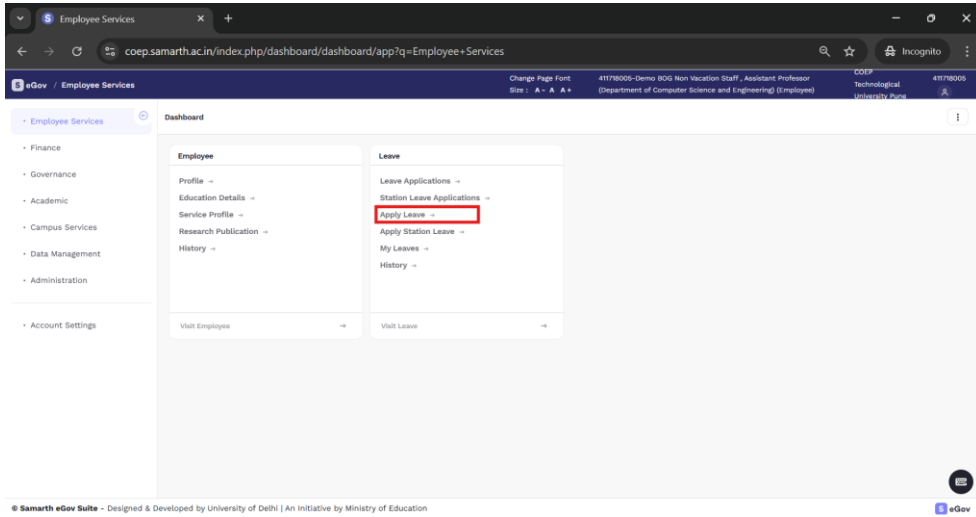 S Employee Services
coep.samarth.ac.in/index.php/dashboard/dashboard/app?q=Employee+Services
Incognito
S eGov / Employee Services
Change Page Font
Size : A- A A+
411718005-Demo BOG Non Vacation Staff , Assistant Professor
(Department of Computer Science and Engineering) (Employee)
COEP
Technological
University Pune
411718005
Employee Services
Finance
Governance
Academic
Campus Services
Data Management
Administration
Account Settings
Dashboard
Employee
Profile →
Education Details →
Service Profile →
Research Publication →
History →
Visit Employee →
Leave
Leave Applications →
Station Leave Applications →
Apply Leave →
Apply Station Leave →
My Leaves →
History →
Visit Leave →
© Samarth eGov Suite - Designed & Developed by University of Delhi | An Initiative by Ministry of Education
S eGov